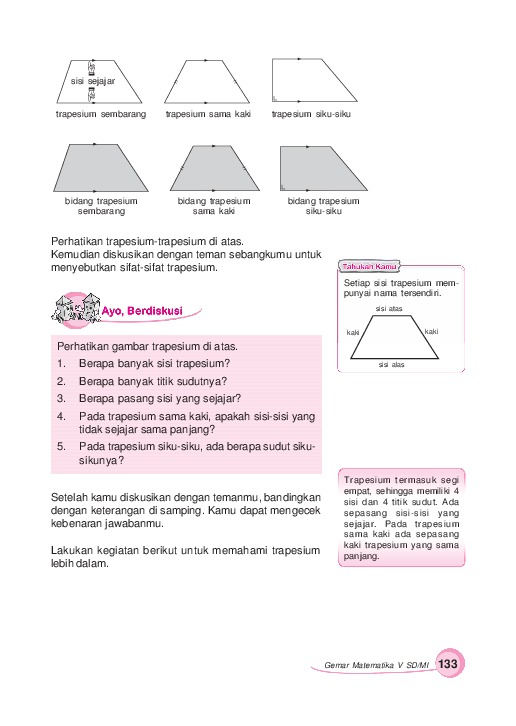 sisi sejajar
trapesium sembarang
trapesium sama kaki
trapesium siku-siku
bidang trapesium
sembarang
bidang trapesium
sama kaki
bidang trapesium
siku-siku
Perhatikan trapesium-trapesium di atas.
Kemudian diskusikan dengan teman sebangkumu untuk
menyebutkan sifat-sifat trapesium.
Tahukah Kamu
Setiap sisi trapesium mem-
punyai nama tersendiri.
sisi atas
kaki
kaki
sisi alas
Ayo, Berdiskusi
Perhatikan gambar trapesium di atas.
1. Berapa banyak sisi trapesium?
2. Berapa banyak titik sudutnya?
3. Berapa pasang sisi yang sejajar?
4. Pada trapesium sama kaki, apakah sisi-sisi yang
tidak sejajar sama panjang?
5. Pada trapesium siku-siku, ada berapa sudut siku-
sikunya?
Setelah kamu diskusikan dengan temanmu, bandingkan
dengan keterangan di samping. Kamu dapat mengecek
kebenaran jawabanmu.
Lakukan kegiatan berikut untuk memahami trapesium
lebih dalam.
Trapesium termasuk segi
empat, sehingga memiliki 4
sisi dan 4 titik sudut. Ada
sepasang sisi-sisi yang
sejajar. Pada trapesium
sama kaki ada sepasang
kaki trapesium yang sama
panjang.
Gemar Matematika V SD/MI 133